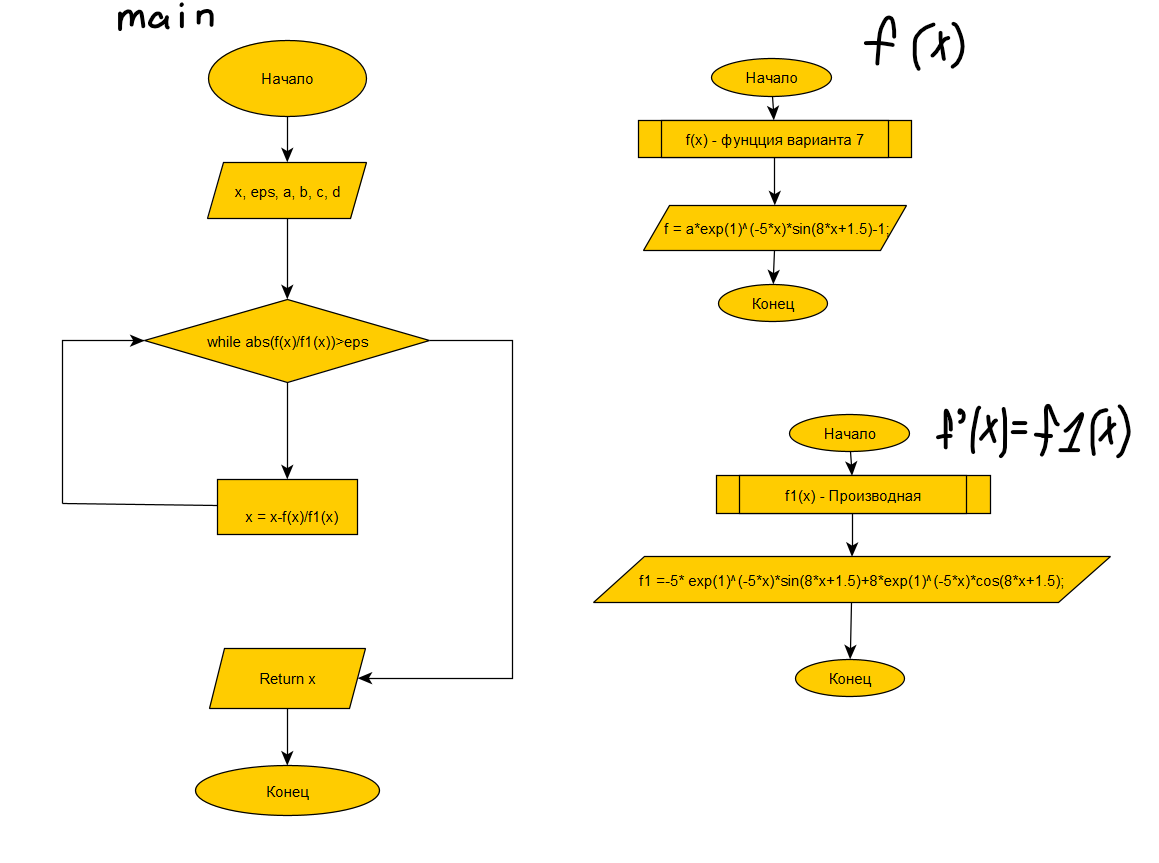 main
Начало
x, eps, a, b, c, d
while abs(f(x)/f1(x))>eps
x = x-f(x)/f1(x)
Return x
Конец
f(x)
Начало
f(x) - фунцция варианта 7
f = a*exp(1)^(-5*x)*sin(8*x+1.5)-1;
Конец
f'(x)=f1(x)
Начало
f1(x) - Производная
f1 =-5* exp(1)^(-5*x)*sin(8*x+1.5)+8*exp(1)^(-5*x)*cos(8*x+1.5);
Конец